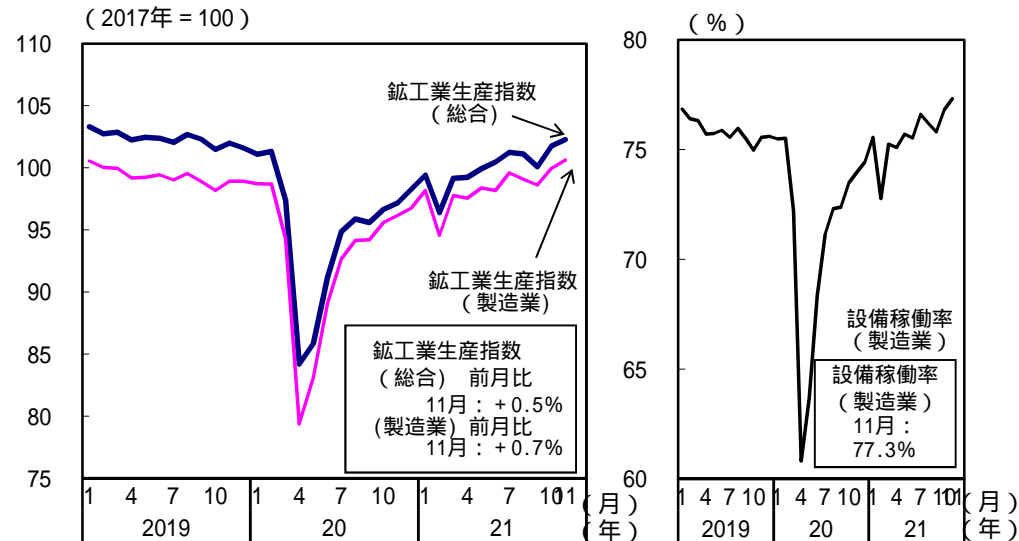 （2017年＝100）
110
105
100
95
90
85
80
75
鉱工業生産指数
（総合）
鉱工業生産指数
（製造業）
鉱工業生産指数
（総合） 前月比
11月：＋0.5%
（製造業）前月比
11月：＋0.7%
1 4 7 10 1 4 7 10 1 4 7 10 11（月）
2019 20 21 （年）
（％）
80
75
70
65
60
設備稼働率
（製造業）
設備稼働率
（製造業）
11月：
77.3%
1 4 7 10 1 4 7 10 1 4 7 10 11（月）
2019 20 21 （年）